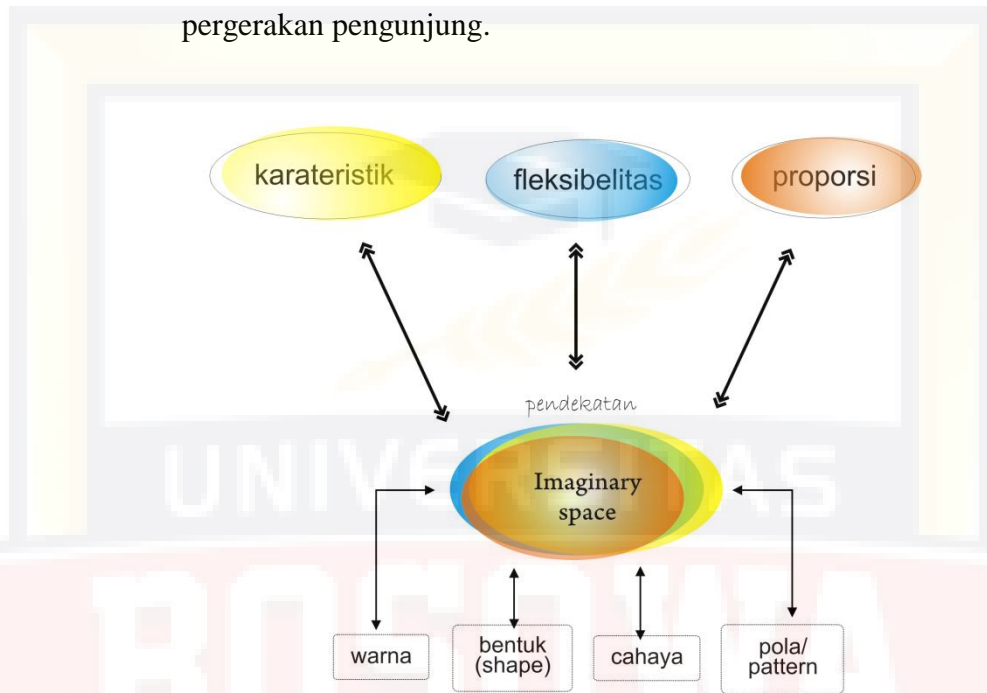 pergerakan pengunjung.
karateristik
fleksibelitas
proporsi
pendekatan
Imaginary
space
UNIVERSITAS
BOSOWA
warna
bentuk
(shape)
cahaya
pola/
pattern